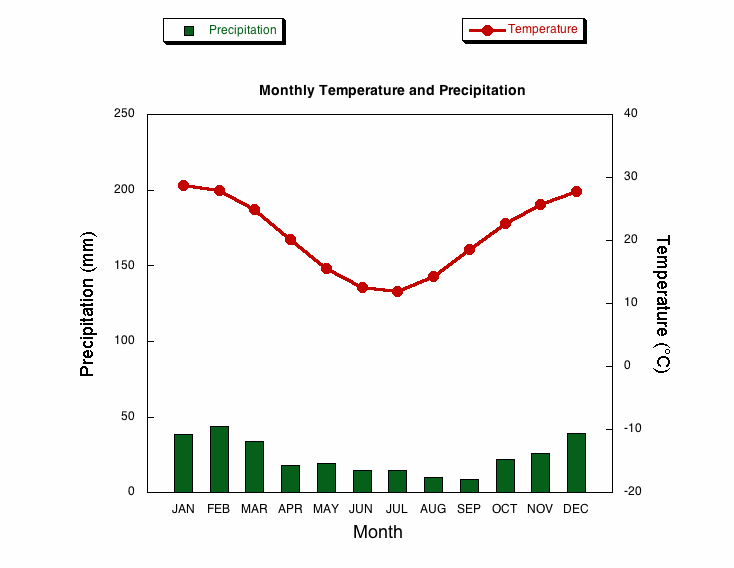 Precipitation
Temperature
Monthly Temperature and Precipitation
250
200
150
100
50
0
Precipitation (mm)
40
30
20
10
0
-10
-20
Temperature (°C)
JAN FEB MAR APR MAY JUN JUL AUG SEP OCT NOV DEC
Month